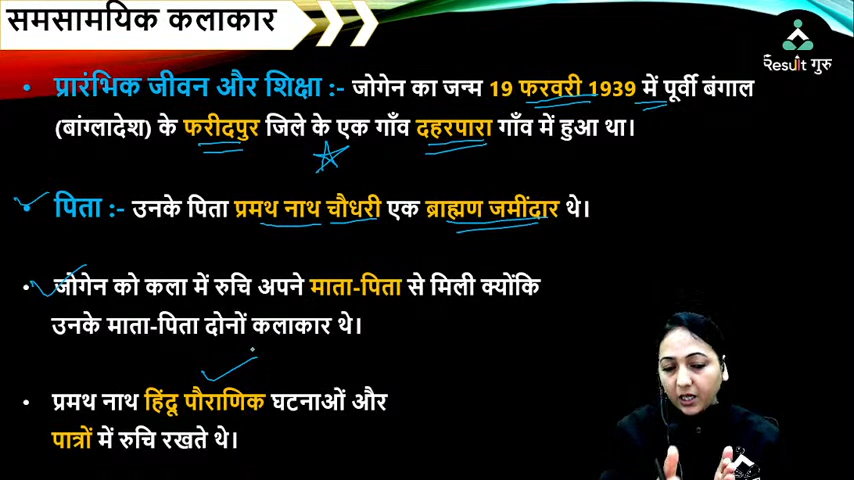 समसामयिक कलाकार
Result गुरु
• प्रारंभिक जीवन और शिक्षा :- जोगेन का जन्म 19 फरवरी 1939 में पूर्वी बंगाल
(बांग्लादेश) के फरीदपुर जिले के एक गाँव दहरपारा गाँव में हुआ था।
• पिता :- उनके पिता प्रमथ नाथ चौधरी एक ब्राह्मण जमींदार थे।
• जोगेन को कला में रुचि अपने माता-पिता से मिली क्योंकि
उनके माता-पिता दोनों कलाकार थे।
• प्रमथ नाथ हिंदू पौराणिक घटनाओं और
पात्रों में रुचि रखते थे।